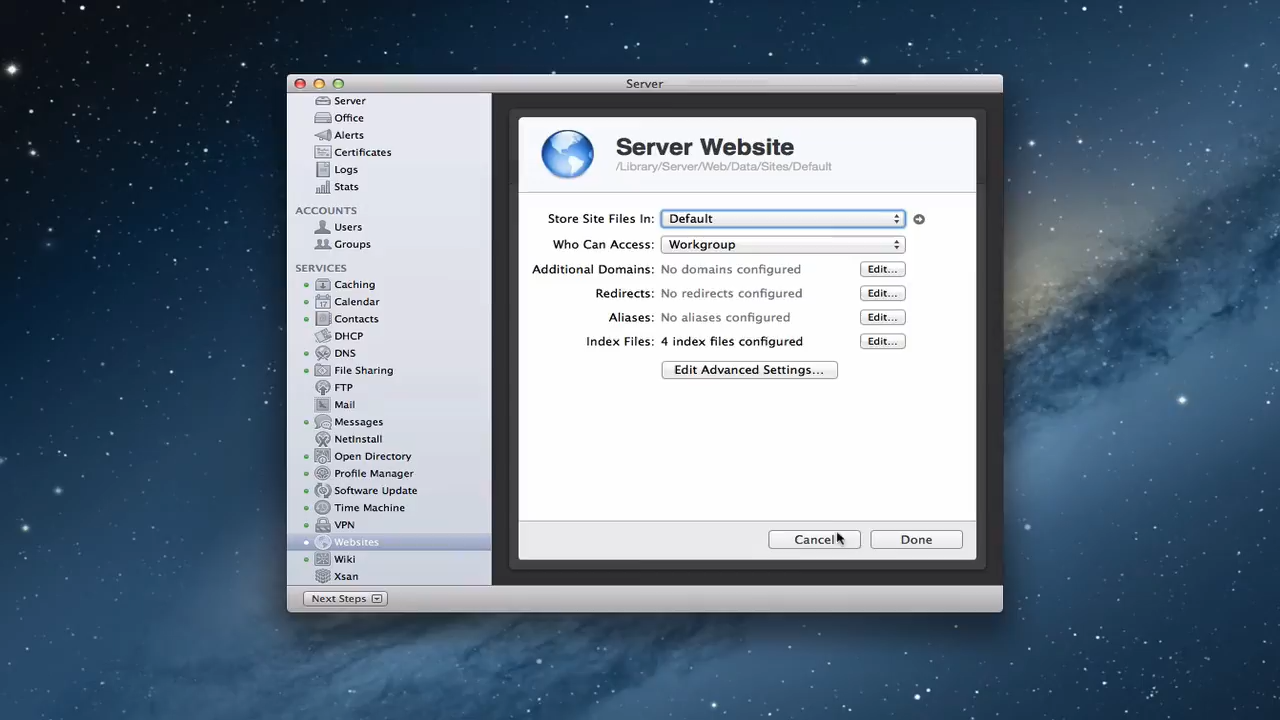 Server
Server
Office
Alerts
Certificates
Logs
Stats
ACCOUNTS
Users
Groups
SERVICES
Caching
Calendar
Contacts
DHCP
DNS
File Sharing
FTP
Mail
Messages
NetInstall
Open Directory
Profile Manager
Software Update
Time Machine
VPN
Websites
Wiki
Xsan
Next Steps
Server Website
/Library/Server/Web/Data/Sites/Default
Store Site Files In: Default
Who Can Access: Workgroup
Additional Domains: No domains configured Edit...
Redirects: No redirects configured Edit...
Aliases: No aliases configured Edit...
Index Files: 4 index files configured Edit...
Edit Advanced Settings...
Cancel Done